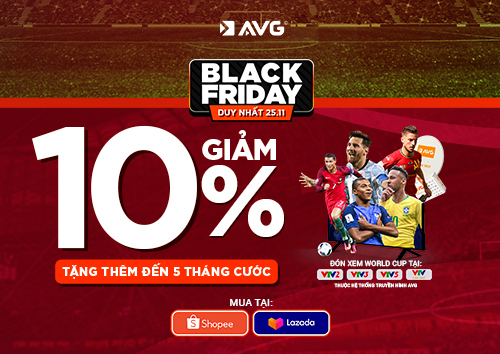 AVG
BLACK
FRIDAY
DUY NHẤT 25.11
GIẢM
10%
TẶNG THÊM ĐẾN 5 THÁNG CƯỚC
AVG
ĐÓN XEM WORLD CUP TẠI:
VTV2 VTV3 VTV5 VTV
THUỘC HỆ THỐNG TRUYỀN HÌNH AVG
MUA TẠI:
Shopee Lazada